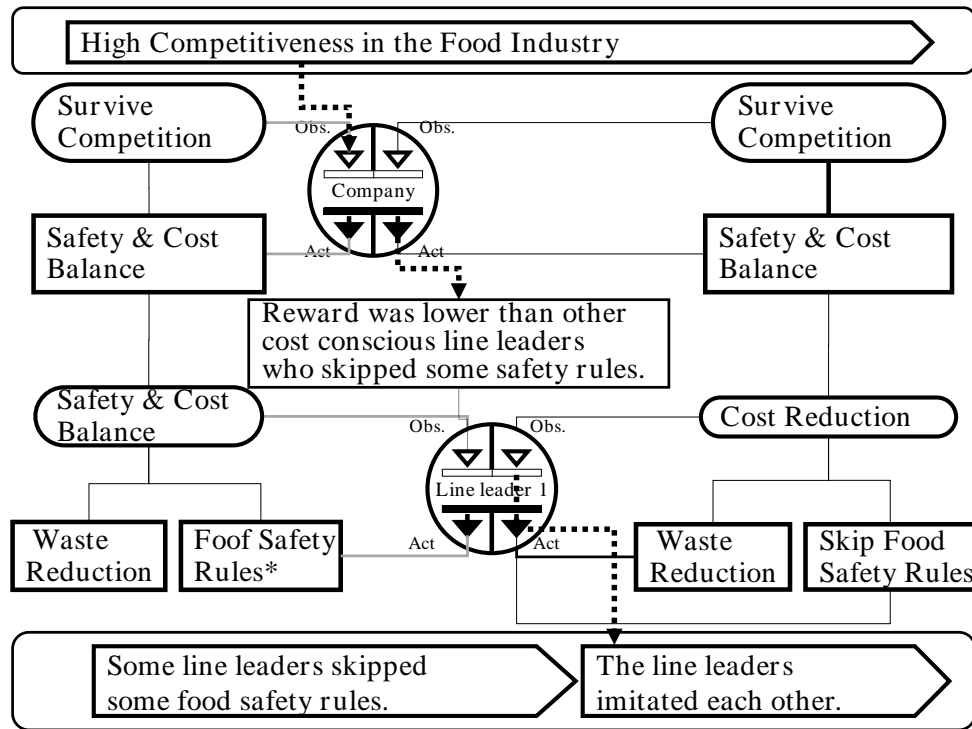 High Competitiveness in the Food Industry
Survive
Competition
Obs.
Obs.
Survive
Competition
Company
Safety & Cost
Balance
Act
Act
Safety & Cost
Balance
Reward was lower than other
cost conscious line leaders
who skipped some safety rules.
Safety & Cost
Balance
Obs.
Obs.
Cost Reduction
Line leader 1
Waste
Reduction
Foof Safety
Rules*
Act
Act
Waste
Reduction
Skip Food
Safety Rules
Some line leaders skipped
some food safety rules.
The line leaders
imitated each other.